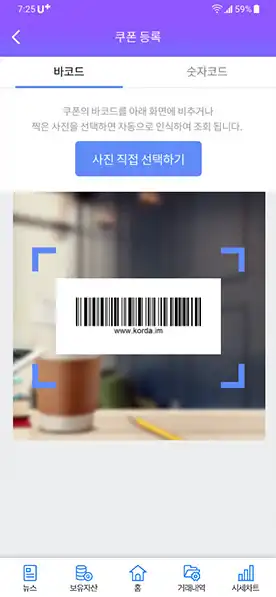 7:25 U+ 59%
쿠폰 등록
바코드 숫자코드
쿠폰의 바코드를 아래 화면에 비추거나
찍은 사진을 선택하면 자동으로 인식하여 조회 됩니다.
사진 직접 선택하기
www.korda.im
뉴스 보유자산 홈 거래내역 시세차트